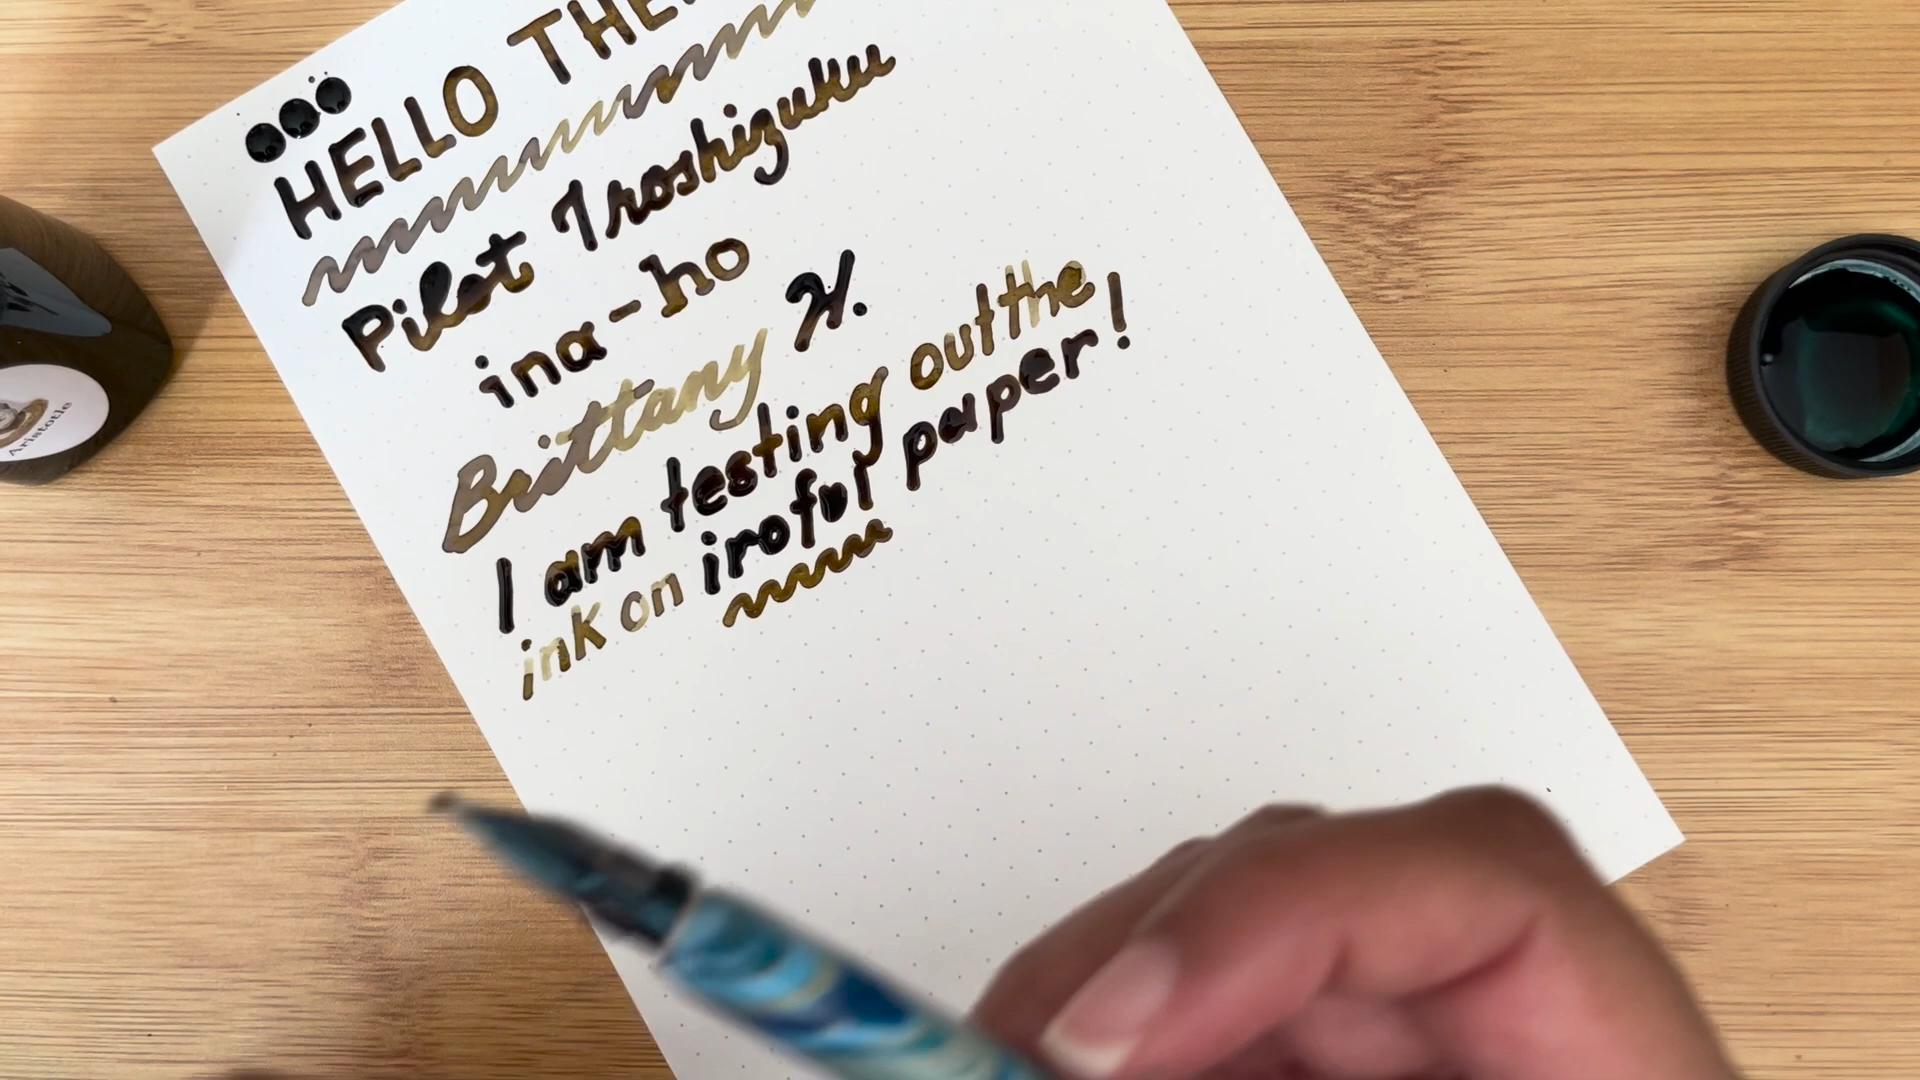 HELLO THE
Pilot Iroshizuku
ina-ho
Brittany H.
I am testing out the
ink on iroful paper!
Aristotle